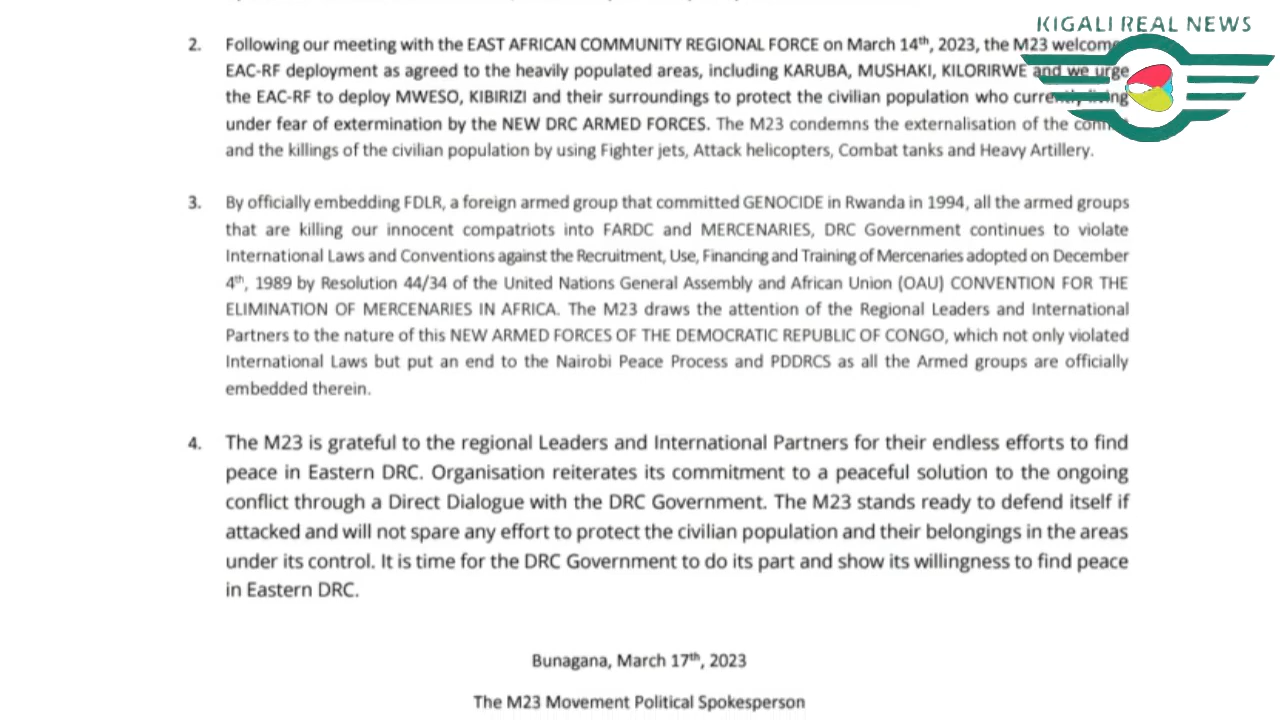 KIGALI REAL NEWS
2. Following our meeting with the EAST AFRICAN COMMUNITY REGIONAL FORCE on March 14th, 2023, the M23 welcom
EAC-RF deployment as agreed to the heavily populated areas, including KARUBA, MUSHAKI, KILORIRWE and we urge
the EAC-RF to deploy MWESO, KIBIRIZI and their surroundings to protect the civilian population who currently living
under fear of extermination by the NEW DRC ARMED FORCES. The M23 condemns the externalisation of the
and the killings of the civilian population by using Fighter jets, Attack helicopters, Combat tanks and Heavy Artillery.
3. By officially embedding FDLR, a foreign armed group that committed GENOCIDE in Rwanda in 1994, all the armed groups
that are killing our innocent compatriots into FARDC and MERCENARIES, DRC Government continues to violate
International Laws and Conventions against the Recruitment, Use, Financing and Training of Mercenaries adopted on December
4th, 1989 by Resolution 44/34 of the United Nations General Assembly and African Union (OAU) CONVENTION FOR THE
ELIMINATION OF MERCENARIES IN AFRICA. The M23 draws the attention of the Regional Leaders and International
Partners to the nature of this NEW ARMED FORCES OF THE DEMOCRATIC REPUBLIC OF CONGO, which not only violated
International Laws but put an end to the Nairobi Peace Process and PDDRCS as all the Armed groups are officially
embedded therein.
4. The M23 is grateful to the regional Leaders and International Partners for their endless efforts to find
peace in Eastern DRC. Organisation reiterates its commitment to a peaceful solution to the ongoing
conflict through a Direct Dialogue with the DRC Government. The M23 stands ready to defend itself if
attacked and will not spare any effort to protect the civilian population and their belongings in the areas
under its control. It is time for the DRC Government to do its part and show its willingness to find peace
in Eastern DRC.
Bunagana, March 17th, 2023
The M23 Movement Political Spokesperson